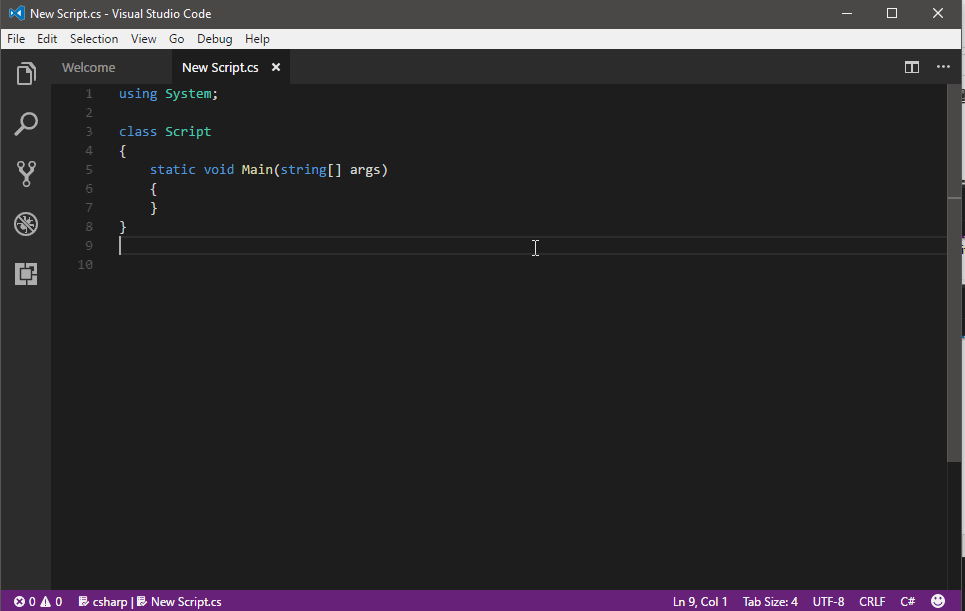 New Script.cs - Visual Studio Code
File Edit Selection View Go Debug Help
Welcome New Script.cs
1 using System;
2
3 class Script
4 {
5 static void Main(string[] args)
6 {
7 }
8 }
9
10
0 0 csharp | New Script.cs Ln 9, Col 1 Tab Size: 4 UTF-8 CRLF C#